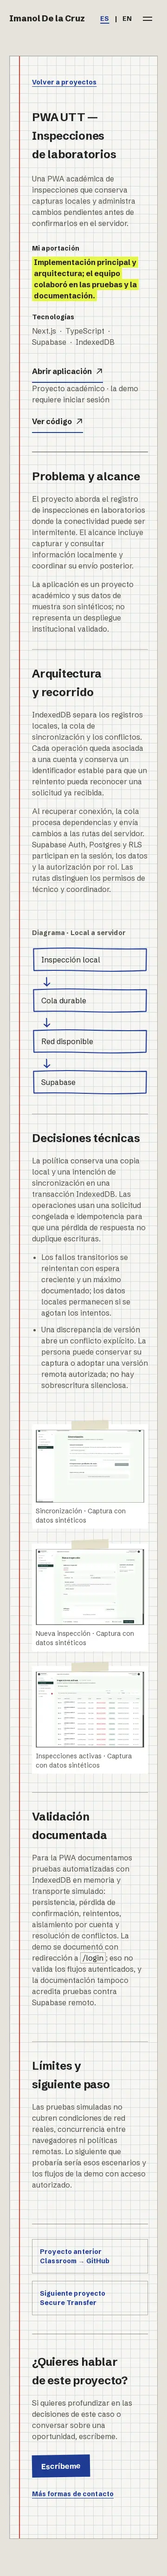 Imanol De la Cruz ES | EN
Volver a proyectos
PWA UTT —
Inspecciones
de laboratorios
Una PWA académica de
inspecciones que conserva
capturas locales y administra
cambios pendientes antes de
confirmarlos en el servidor.
Mi aportación
Implementación principal y
arquitectura; el equipo
colaboró en las pruebas y la
documentación.
Tecnologías
Next.js · TypeScript ·
Supabase · IndexedDB
Abrir aplicación ↗
Proyecto académico · la demo
requiere iniciar sesión
Ver código ↗
Problema y alcance
El proyecto aborda el registro
de inspecciones en laboratorios
donde la conectividad puede ser
intermitente. El alcance incluye
capturar y consultar
información localmente y
coordinar su envío posterior.
La aplicación es un proyecto
académico y sus datos de
muestra son sintéticos; no
representa un despliegue
institucional validado.
Arquitectura
y recorrido
IndexedDB separa los registros
locales, la cola de
sincronización y los conflictos.
Cada operación queda asociada
a una cuenta y conserva un
identificador estable para que un
reintento pueda reconocer una
solicitud ya recibida.
Al recuperar conexión, la cola
procesa dependencias y envía
cambios a las rutas del servidor.
Supabase Auth, Postgres y RLS
participan en la sesión, los datos
y la autorización por rol. Las
rutas distinguen los permisos de
técnico y coordinador.
Diagrama · Local a servidor
Inspección local
↓
Cola durable
↓
Red disponible
↓
Supabase
Decisiones técnicas
La política conserva una copia
local y una intención de
sincronización en una
transacción IndexedDB. Las
operaciones usan una solicitud
congelada e idempotente para
que una pérdida de respuesta no
duplique escrituras.
• Los fallos transitorios se
reintentan con espera
creciente y un máximo
documentado; los datos
locales permanecen si se
agotan los intentos.
• Una discrepancia de versión
abre un conflicto explícito. La
persona puede conservar su
captura o adoptar una versión
remota autorizada; no hay
sobrescritura silenciosa.
Sincronización · Captura con
datos sintéticos
Nueva inspección · Captura con
datos sintéticos
Inspecciones activas · Captura
con datos sintéticos
Validación
documentada
Para la PWA documentamos
pruebas automatizadas con
IndexedDB en memoria y
transporte simulado:
persistencia, pérdida de
confirmación, reintentos,
aislamiento por cuenta y
resolución de conflictos. La
demo se documentó con
redirección a /login; eso no
valida los flujos autenticados, y
la documentación tampoco
acredita pruebas contra
Supabase remoto.
Límites y
siguiente paso
Las pruebas simuladas no
cubren condiciones de red
reales, concurrencia entre
navegadores ni políticas
remotas. Lo siguiente que
probaría sería esos escenarios y
los flujos de la demo con acceso
autorizado.
Proyecto anterior
Classroom → GitHub
Siguiente proyecto
Secure Transfer
¿Quieres hablar
de este proyecto?
Si quieres profundizar en las
decisiones de este caso o
conversar sobre una
oportunidad, escríbeme.
Escríbeme
Más formas de contacto